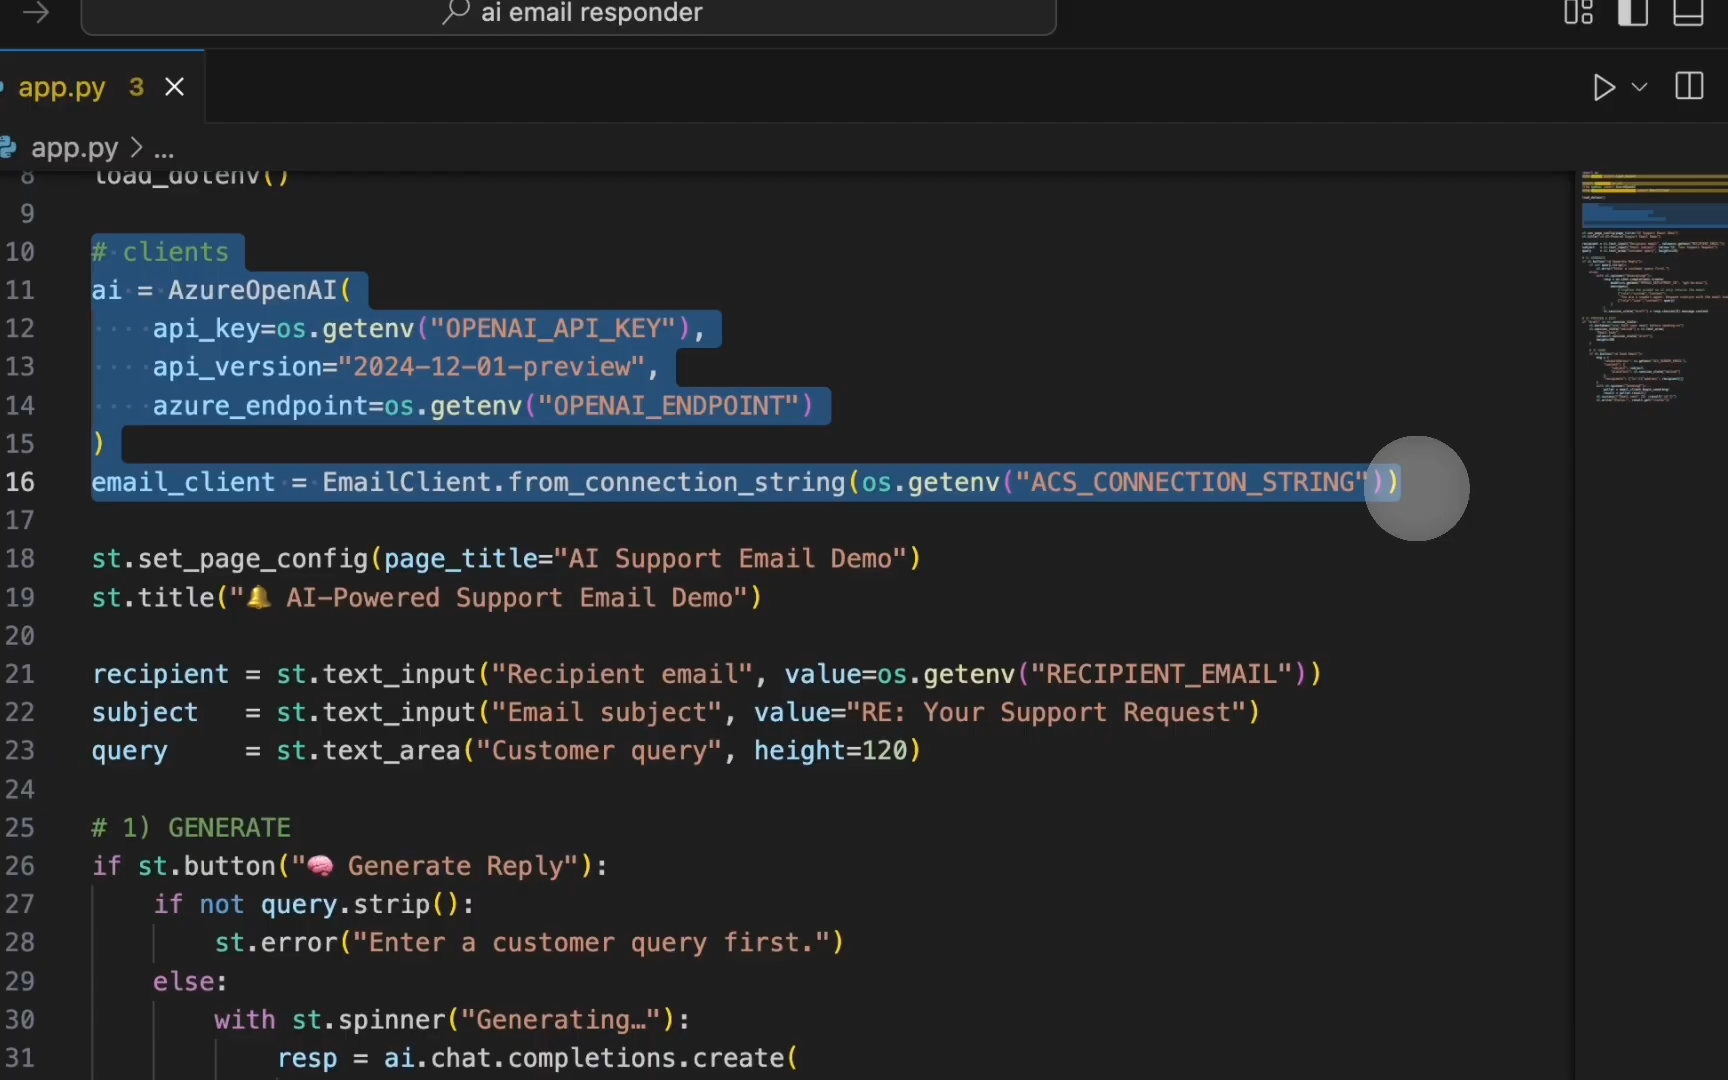 ai email responder
app.py 3
app.py > ...
8 load_dotenv()
9
10 # clients
11 ai = AzureOpenAI(
12 api_key=os.getenv("OPENAI_API_KEY"),
13 api_version="2024-12-01-preview",
14 azure_endpoint=os.getenv("OPENAI_ENDPOINT")
15 )
16 email_client = EmailClient.from_connection_string(os.getenv("ACS_CONNECTION_STRING"))
17
18 st.set_page_config(page_title="AI Support Email Demo")
19 st.title("🔔 AI-Powered Support Email Demo")
20
21 recipient = st.text_input("Recipient email", value=os.getenv("RECIPIENT_EMAIL"))
22 subject   = st.text_input("Email subject", value="RE: Your Support Request")
23 query     = st.text_area("Customer query", height=120)
24
25 # 1) GENERATE
26 if st.button("🧠 Generate Reply"):
27 if not query.strip():
28 st.error("Enter a customer query first.")
29 else:
30 with st.spinner("Generating…"):
31 resp = ai.chat.completions.create(